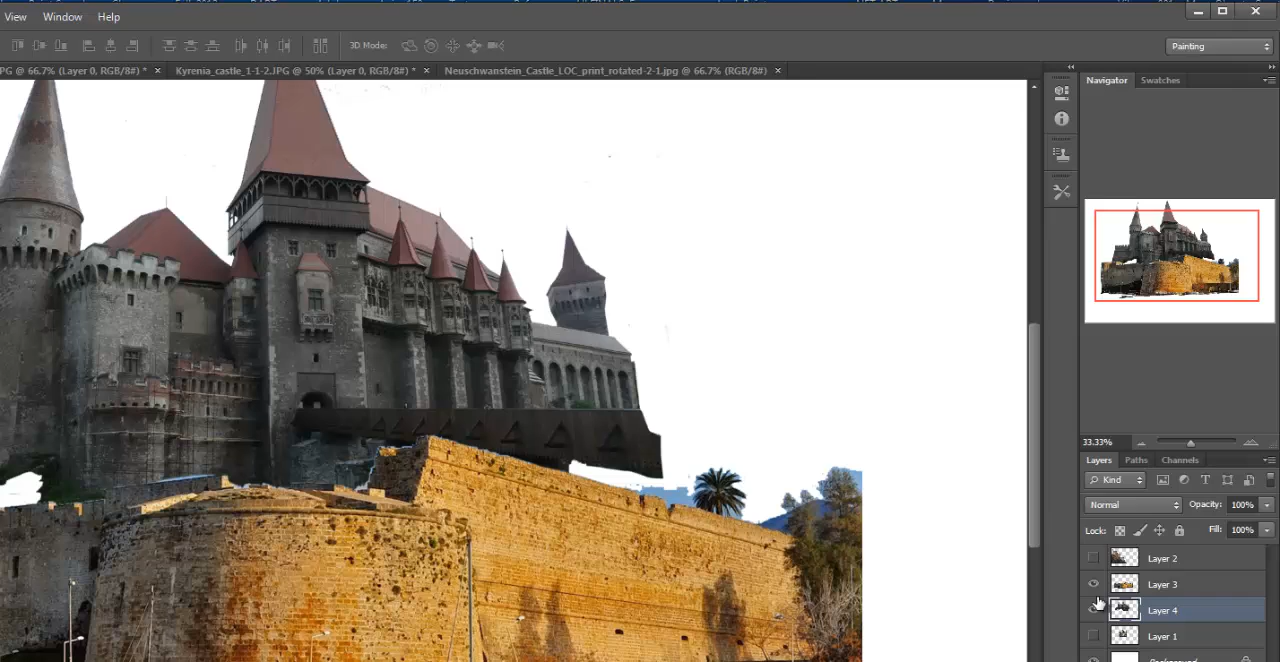 View Window Help
3D Mode:
Painting
PG @ 66.7% (Layer 0, RGB/8#) * × Kyrenia_castle_1-1-2.JPG @ 50% (Layer 0, RGB/8#) * × Neuschwanstein_Castle_LOC_print_rotated-2-1.jpg @ 66.7% (RGB/8#) ×
Navigator Swatches
33.33%
Layers Paths Channels
Kind
Normal Opacity: 100%
Lock: Fill: 100%
Layer 2
Layer 3
Layer 4
Layer 1
Background